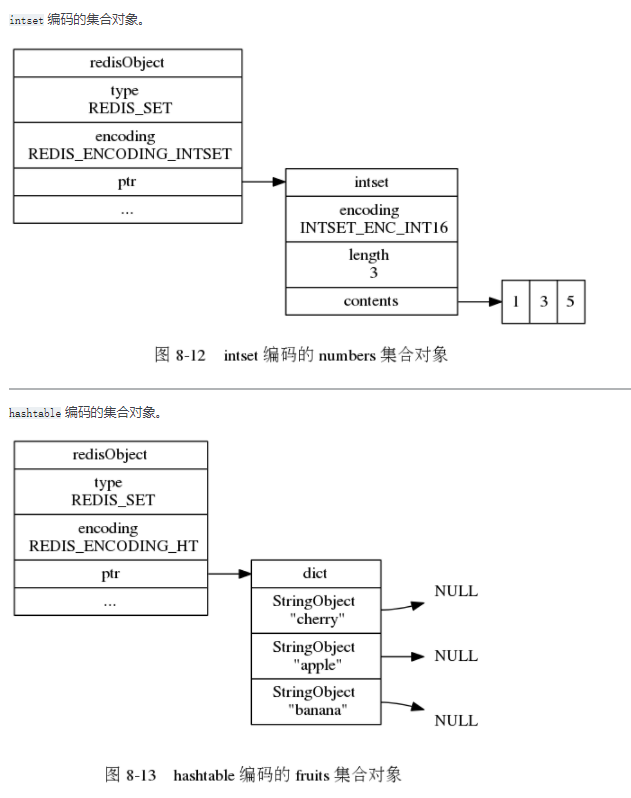 intset 编码的集合对象。
redisObject
type
REDIS_SET
encoding
REDIS_ENCODING_INTSET
ptr
...
intset
encoding
INTSET_ENC_INT16
length
3
contents
1 3 5
图 8-12 intset 编码的 numbers 集合对象
hashtable 编码的集合对象。
redisObject
type
REDIS_SET
encoding
REDIS_ENCODING_HT
ptr
...
dict
StringObject
"cherry"
NULL
StringObject
"apple"
NULL
StringObject
"banana"
NULL
图 8-13 hashtable 编码的 fruits 集合对象